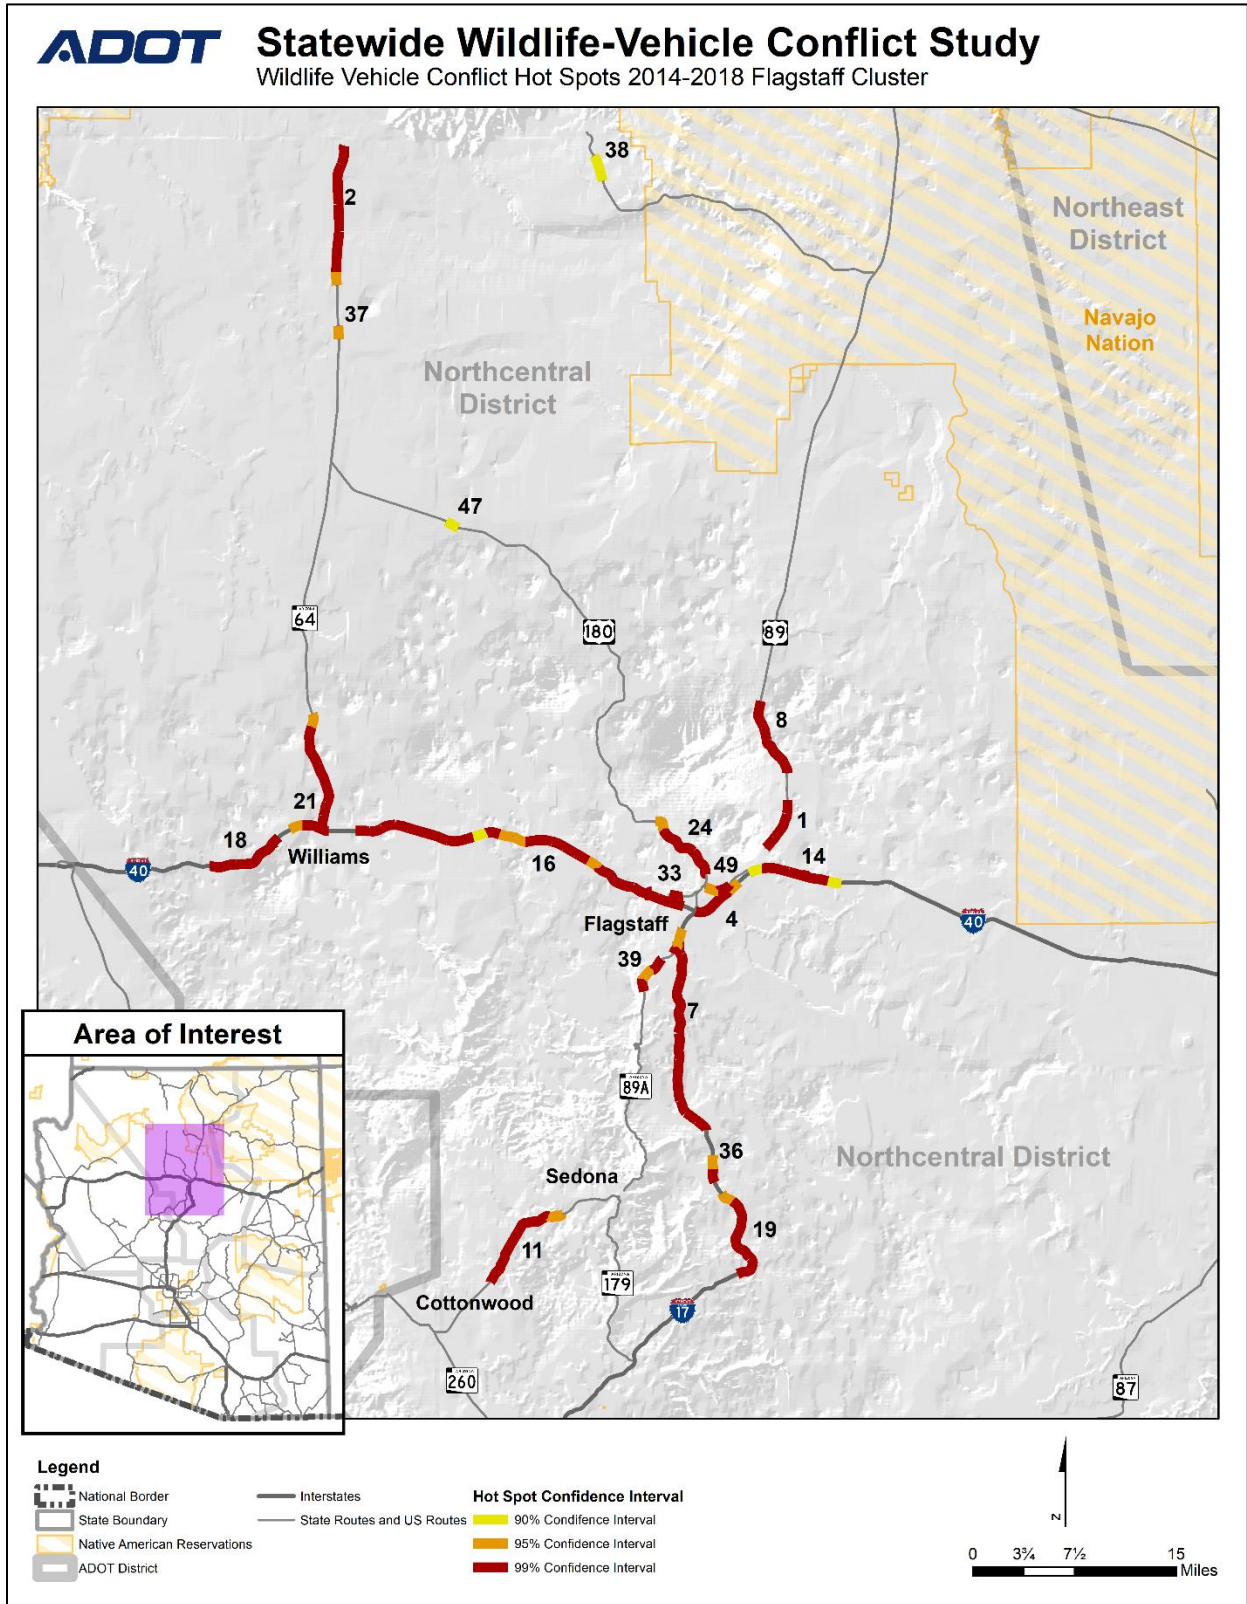 ADOT
Statewide Wildlife-Vehicle Conflict Study
Wildlife Vehicle Conflict Hot Spots 2014-2018 Flagstaff Cluster
38
2
Northeast
District
37
Navajo
Nation
Northcentral
District
47
64
180
89
8
21
1
24
18
Williams
16
14
40
33
49
4
Flagstaff
40
39
7
Area of Interest
89A
36
Northcentral District
Sedona
19
11
179
Cottonwood
17
260
87
Legend
National Border
State Boundary
Native American Reservations
ADOT District
Interstates
State Routes and US Routes
Hot Spot Confidence Interval
90% Condifence Interval
95% Confidence Interval
99% Confidence Interval
N
0 3¾ 7½ 15
Miles